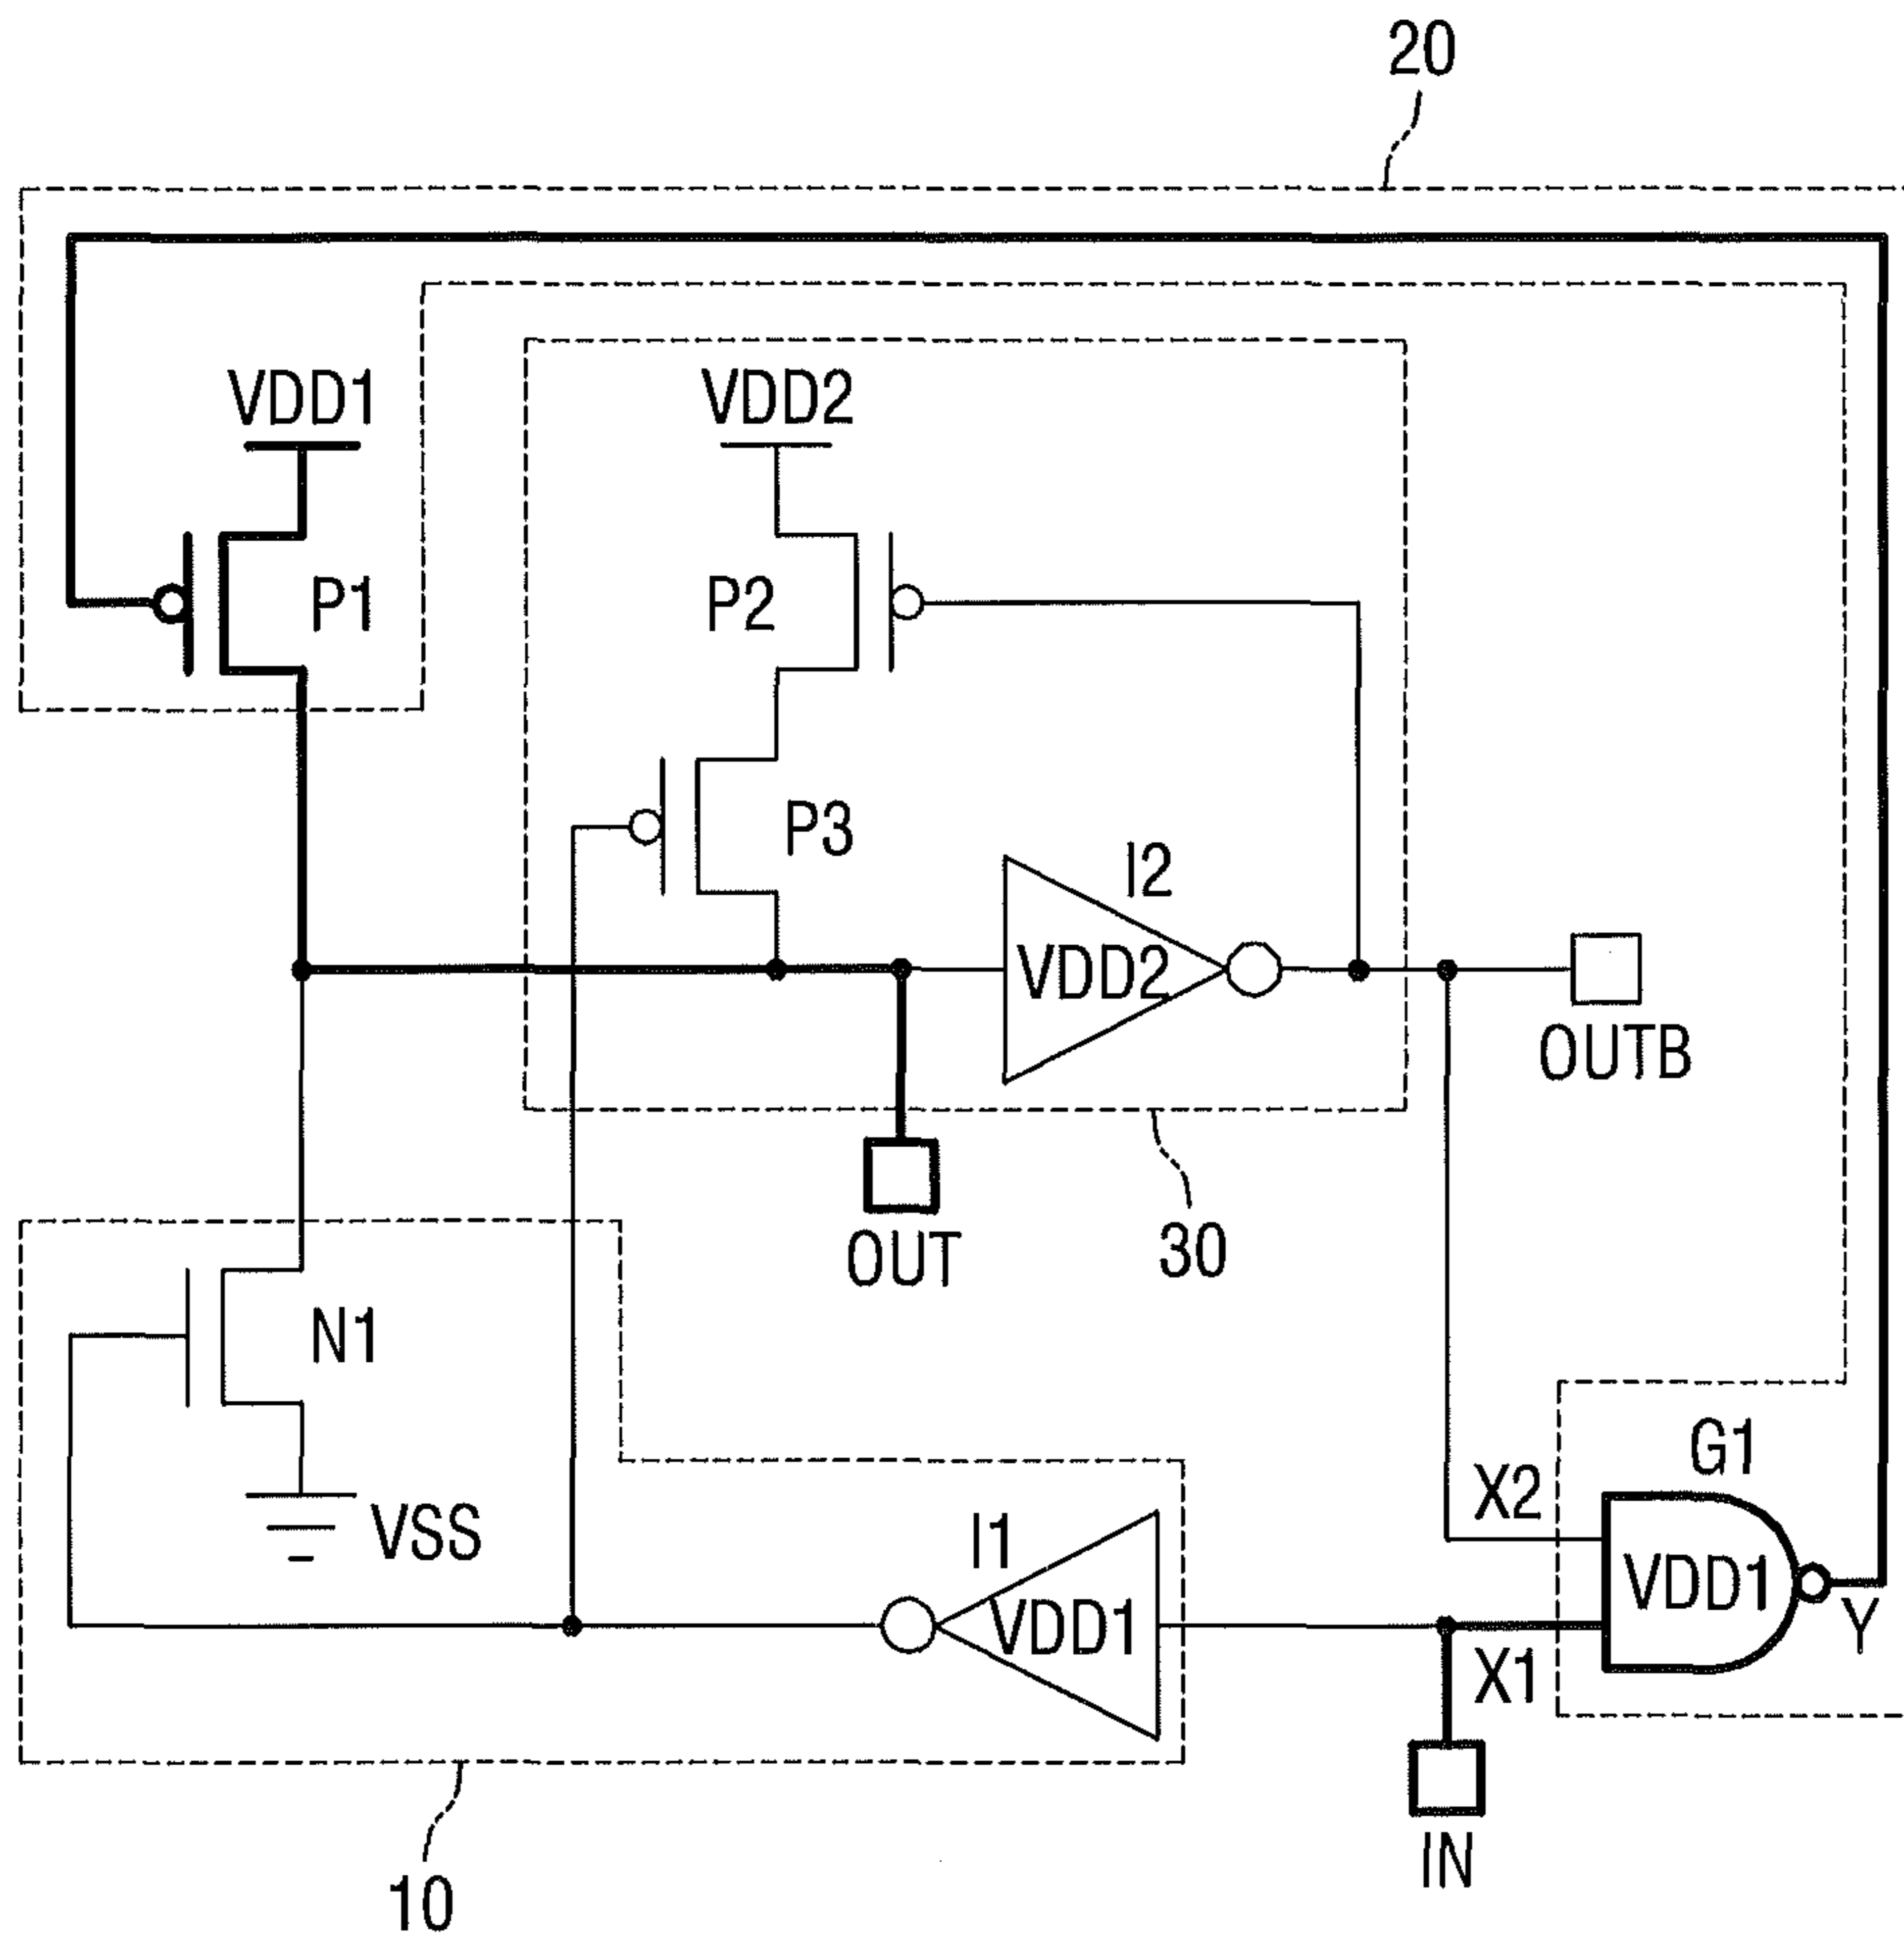 20
VDD1
VDD2
P1
P2
P3
I2
VDD2
OUTB
OUT
30
N1
G1
X2
VSS
I1
VDD1
VDD1
Y
X1
IN
10